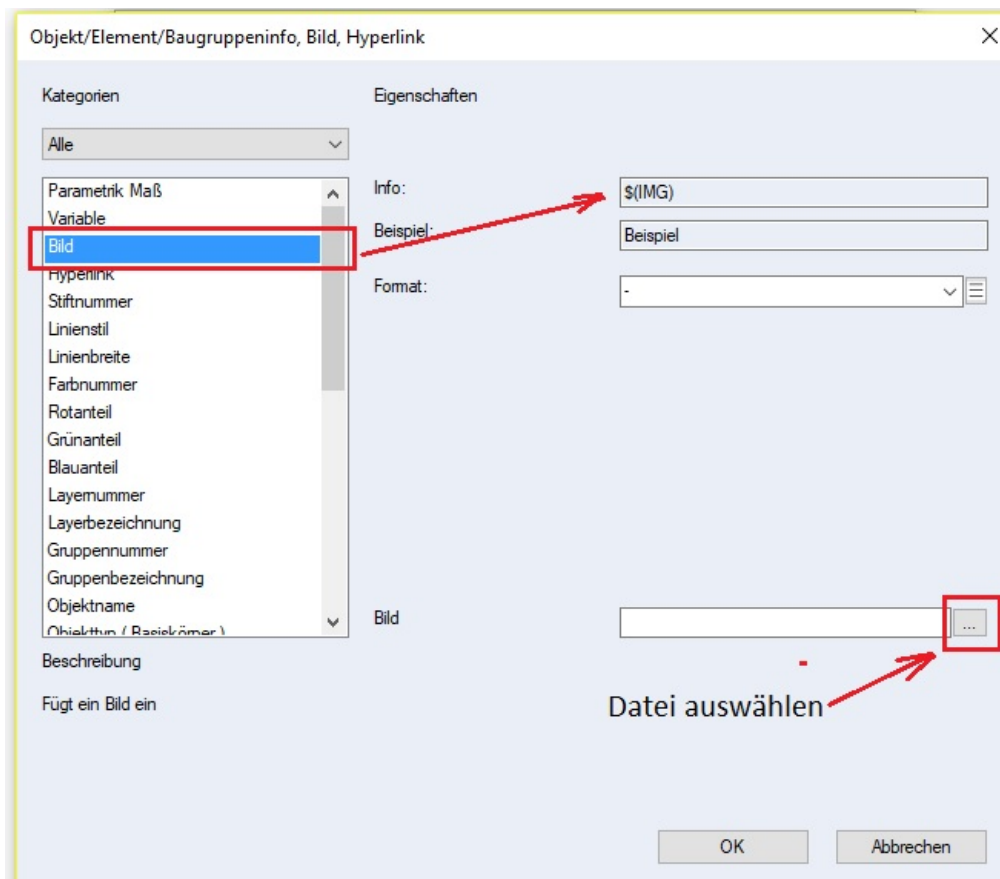 Objekt/Element/Baugruppeninfo, Bild, Hyperlink
Kategorien
Eigenschaften
Alle
Parametrik Maß
Variable
Bild
Hyperlink
Stiftnummer
Linienstil
Linienbreite
Farbnummer
Rotanteil
Grünanteil
Blauanteil
Layernummer
Layerbezeichnung
Gruppennummer
Gruppenbezeichnung
Objektname
Objekttyp ( Basiskörper )
Info:
$(IMG)
Beispiel:
Beispiel
Format:
-
Bild
...
Datei auswählen
Beschreibung
Fügt ein Bild ein
OK
Abbrechen